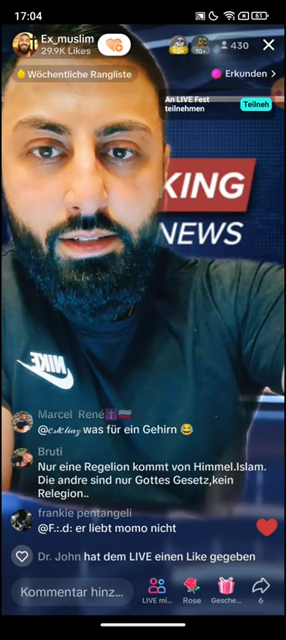 17:04
61
Ex_muslim
29.9K Likes
10+
430
Wöchentliche Rangliste
Erkunden >
An LIVE Fest
teilnehmen
Teilneh
KING
NEWS
NIKE
Marcel René
@𝓮𝓼𝓽𝓮𝓵𝓲𝓪𝔃 was für ein Gehirn 😂
Bruti
Nur eine Regelion kommt von Himmel.Islam.
Die andre sind nur Gottes Gesetz,kein
Relegion..
frankie pentangeli
@F.:.d: er liebt momo nicht
Dr. John hat dem LIVE einen Like gegeben
Kommentar hinz...
LIVE mi...
Rose
Gesche...
6